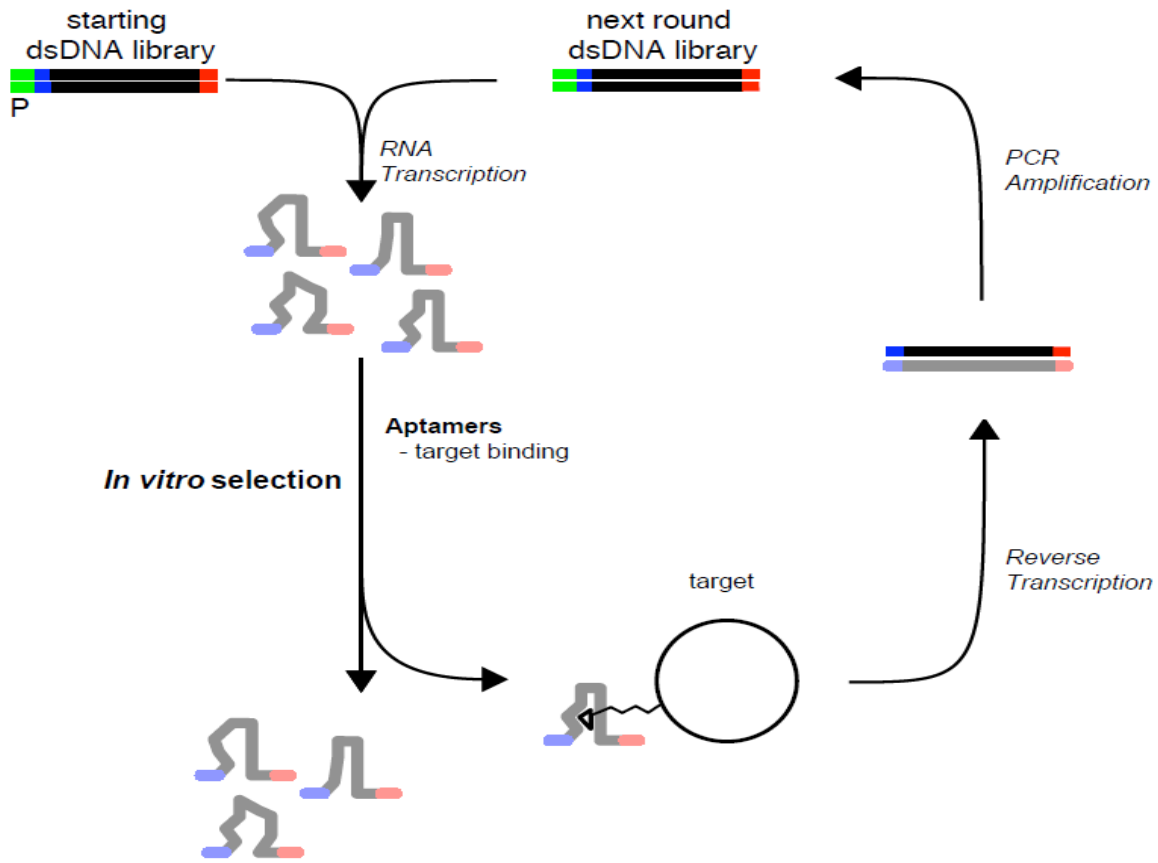 starting
dsDNA library
P
next round
dsDNA library
RNA
Transcription
PCR
Amplification
Aptamers
- target binding
In vitro selection
target
Reverse
Transcription